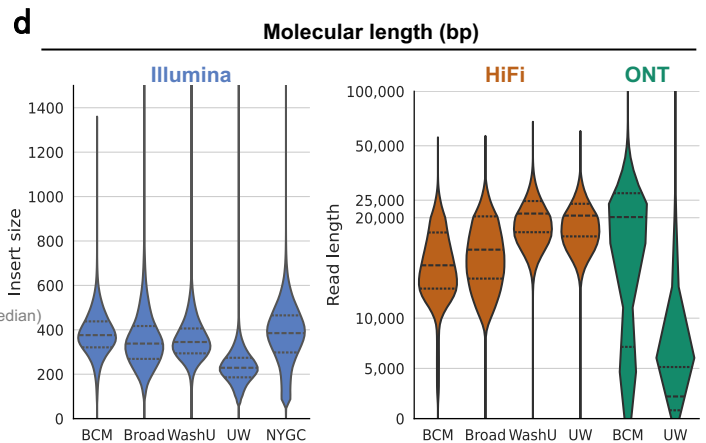 d
Molecular length (bp)
Illumina
HiFi
ONT
Insert size
1400
1200
1000
800
600
400
200
0
BCM Broad WashU UW NYGC
edian)
Read length
100,000
50,000
25,000
20,000
10,000
5,000
0
BCM Broad WashU UW BCM UW